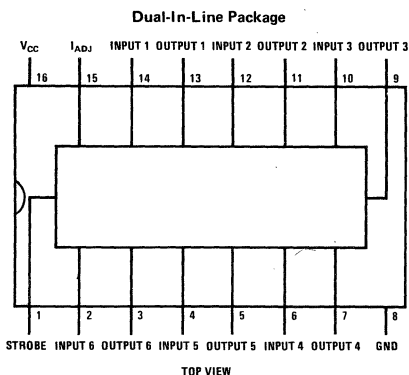 Dual-In-Line Package
VCC IADJ INPUT 1 OUTPUT 1 INPUT 2 OUTPUT 2 INPUT 3 OUTPUT 3
16 15 14 13 12 11 10 9
1 2 3 4 5 6 7 8
STROBE INPUT 6 OUTPUT 6 INPUT 5 OUTPUT 5 INPUT 4 OUTPUT 4 GND
TOP VIEW